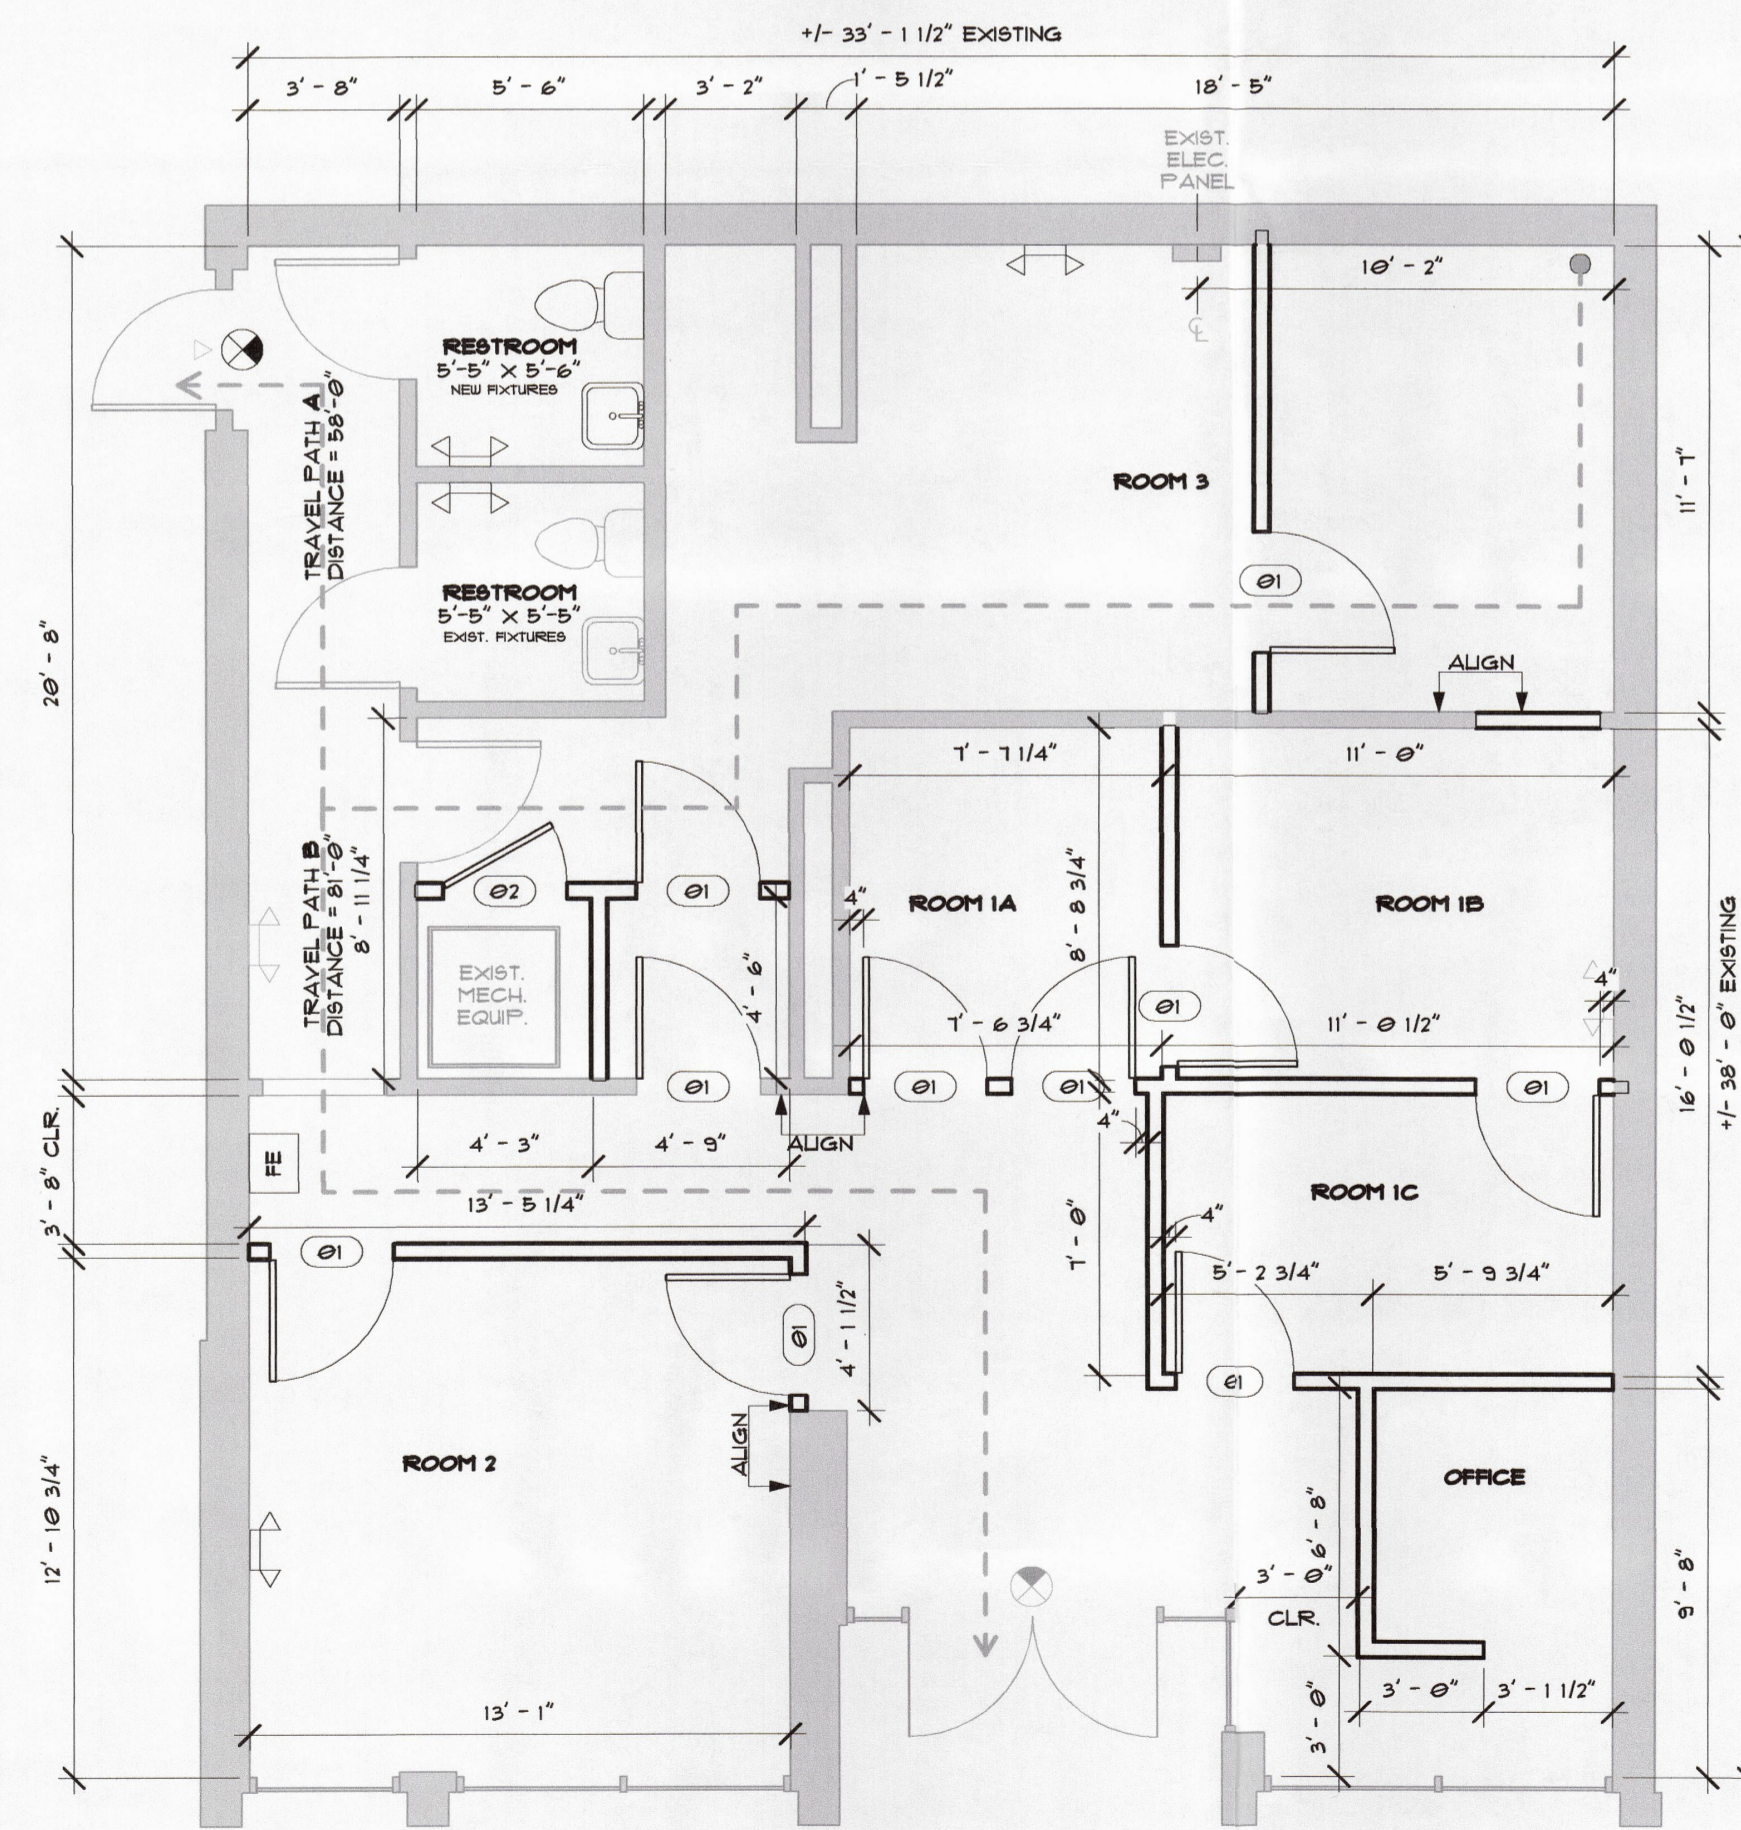 +/- 33' - 1 1/2" EXISTING
3' - 8"
5' - 6"
3' - 2"
1' - 5 1/2"
18' - 5"
EXIST.
ELEC.
PANEL
10' - 2"
CL
RESTROOM
5'-5" X 5'-6"
NEW FIXTURES
TRAVEL PATH A
DISTANCE = 58'-0"
ROOM 3
11' - 7"
RESTROOM
5'-5" X 5'-5"
EXIST. FIXTURES
01
20' - 8"
ALIGN
7' - 7 1/4"
11' - 0"
TRAVEL PATH B
DISTANCE = 81'-0"
8' - 11 1/4"
02
01
4"
ROOM 1A
8' - 8 3/4"
ROOM 1B
EXIST.
MECH.
EQUIP.
4' - 6"
4"
01
7' - 6 3/4"
11' - 0 1/2"
16' - 0 1/2"
+/- 38' - 0" EXISTING
01
01
01
01
3' - 8" CLR.
FE
4' - 3"
4' - 9"
ALIGN
4"
13' - 5 1/4"
ROOM 1C
7' - 0"
4"
01
5' - 2 3/4"
5' - 9 3/4"
01
4' - 1 1/2"
01
ROOM 2
ALIGN
OFFICE
12' - 10 3/4"
6' - 8"
3' - 0"
CLR.
9' - 8"
3' - 0"
3' - 1 1/2"
3' - 0"
13' - 1"